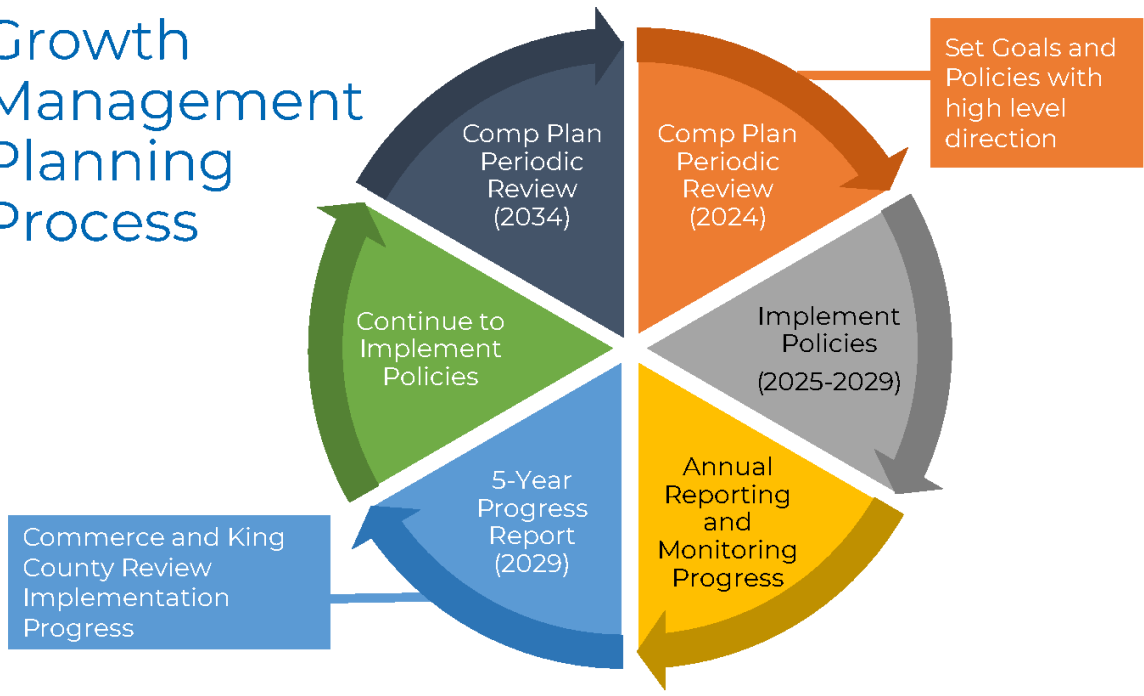 Growth
Management
Planning
Process
Set Goals and
Policies with
high level
direction
Comp Plan
Periodic
Review
(2034)
Comp Plan
Periodic
Review
(2024)
Continue to
Implement
Policies
Implement
Policies
(2025-2029)
5-Year
Progress
Report
(2029)
Annual
Reporting
and
Monitoring
Progress
Commerce and King
County Review
Implementation
Progress